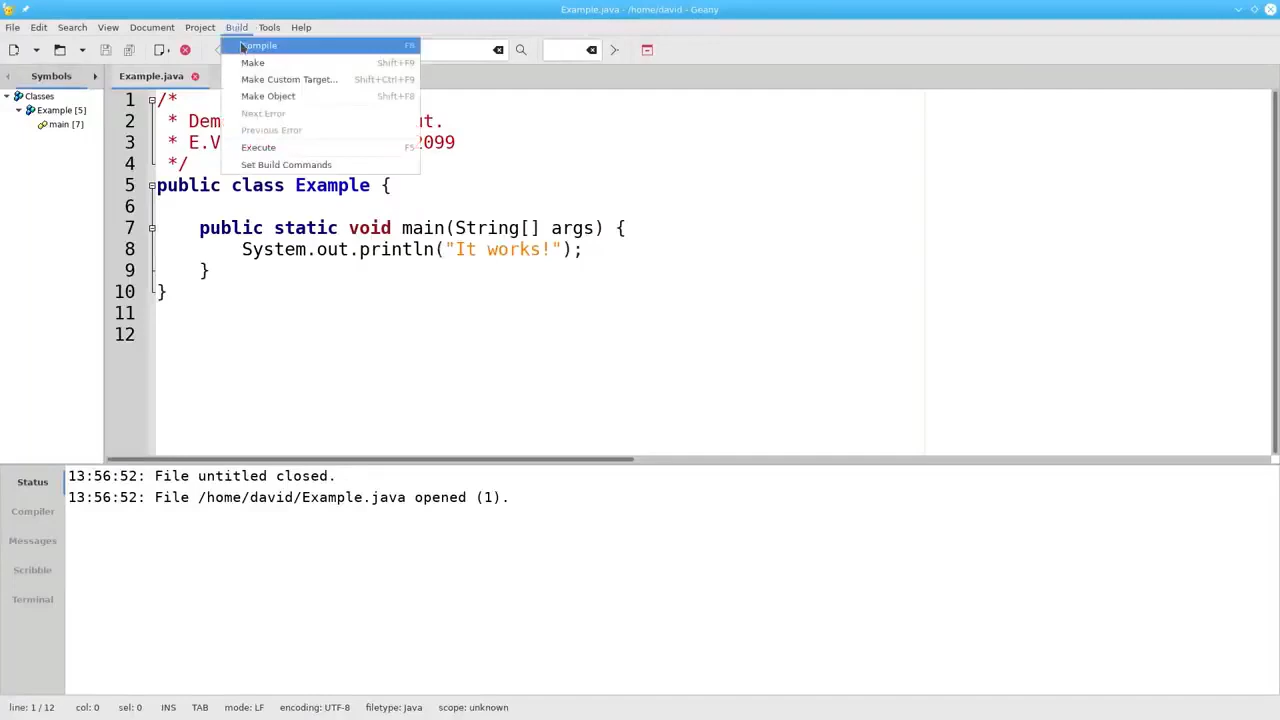 Example.java - /home/david - Geany
File Edit Search View Document Project Build Tools Help
Symbols
Example.java
Classes
Example [5]
main [7]
Compile F8
Make Shift+F9
Make Custom Target... Shift+Ctrl+F9
Make Object Shift+F8
Next Error
Previous Error
Execute F5
Set Build Commands
1 /*
2 * Dem ut.
3 * E.V 2099
4 */
5 public class Example {
6
7 public static void main(String[] args) {
8 System.out.println("It works!");
9 }
10 }
11
12
Status
Compiler
Messages
Scribble
Terminal
13:56:52: File untitled closed.
13:56:52: File /home/david/Example.java opened (1).
line: 1 / 12 col: 0 sel: 0 INS TAB mode: LF encoding: UTF-8 filetype: Java scope: unknown